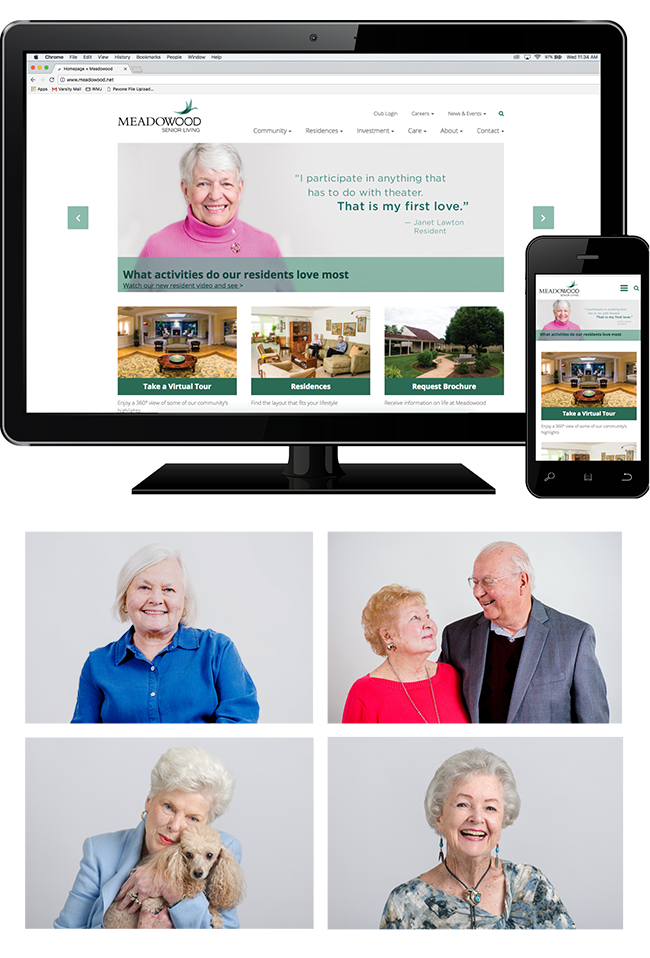 Chrome File Edit View History Bookmarks People Window Help
97% Wed 11:34 AM
Homepage « Meadowood
www.meadowood.net
Apps Varsity Mail WMJ Pavone File Upload...
MEADOWOOD
SENIOR LIVING
Club Login Careers News & Events
Community Residences Investment Care About Contact
"I participate in anything that
has to do with theater.
That is my first love."
— Janet Lawton
Resident
What activities do our residents love most
Watch our new resident video and see >
Take a Virtual Tour
Residences
Request Brochure
Enjoy a 360° view of some of our community's
highlights
Find the layout that fits your lifestyle
Receive information on life at Meadowood
MEADOWOOD
SENIOR LIVING
I participate in anything that
has to do with theater.
That is my first love."
What activities do our residents love most
Take a Virtual Tour
Enjoy a 360° view of some of our community's
highlights